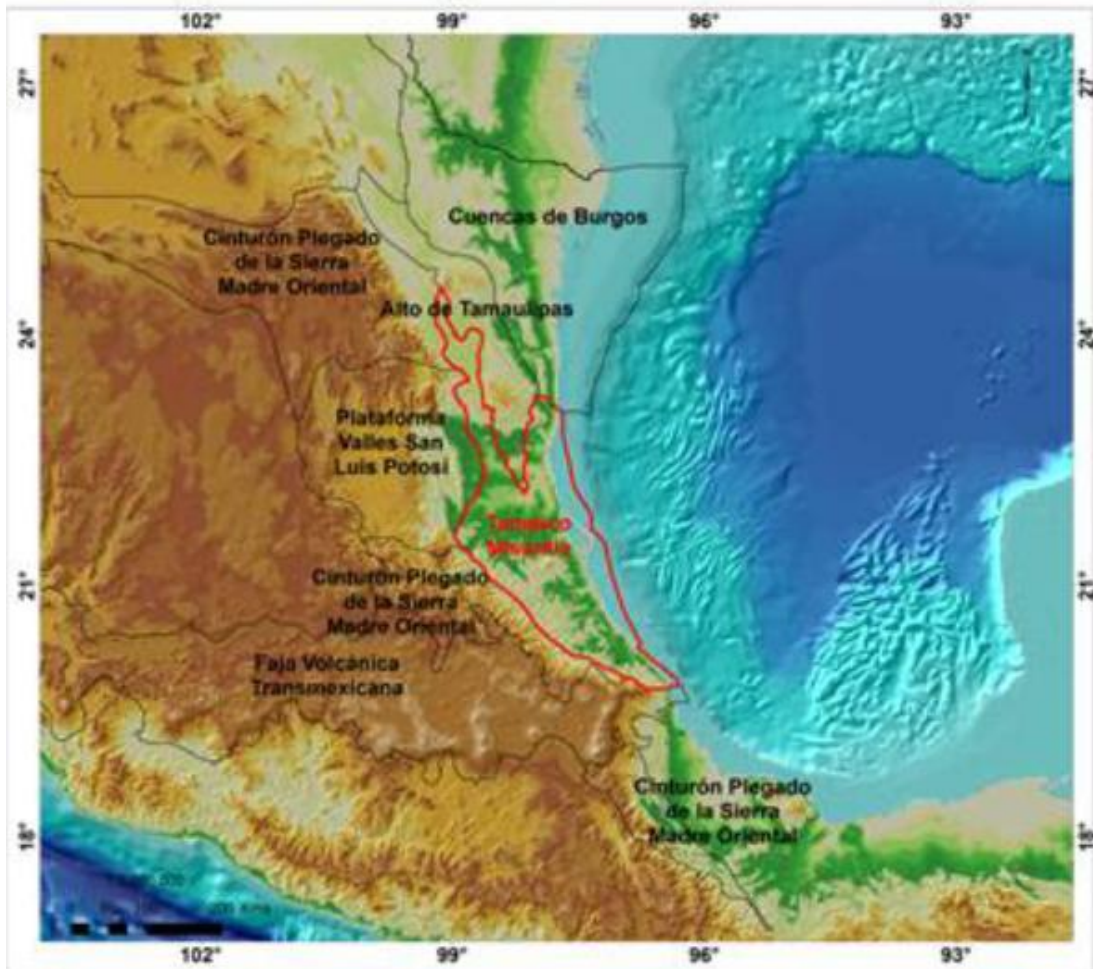 102° 99° 96° 93°
27° 27°
Cuencas de Burgos
Cinturón Plegado
de la Sierra
Madre Oriental
Alto de Tamaulipas
24° 24°
Plataforma
Valles San
Luis Potosí
21° 21°
Cinturón Plegado
de la Sierra
Madre Oriental
Faja Volcánica
Transmexicana
Cinturón Plegado
de la Sierra
Madre Oriental
18° 18°
Kms
102° 99° 96° 93°